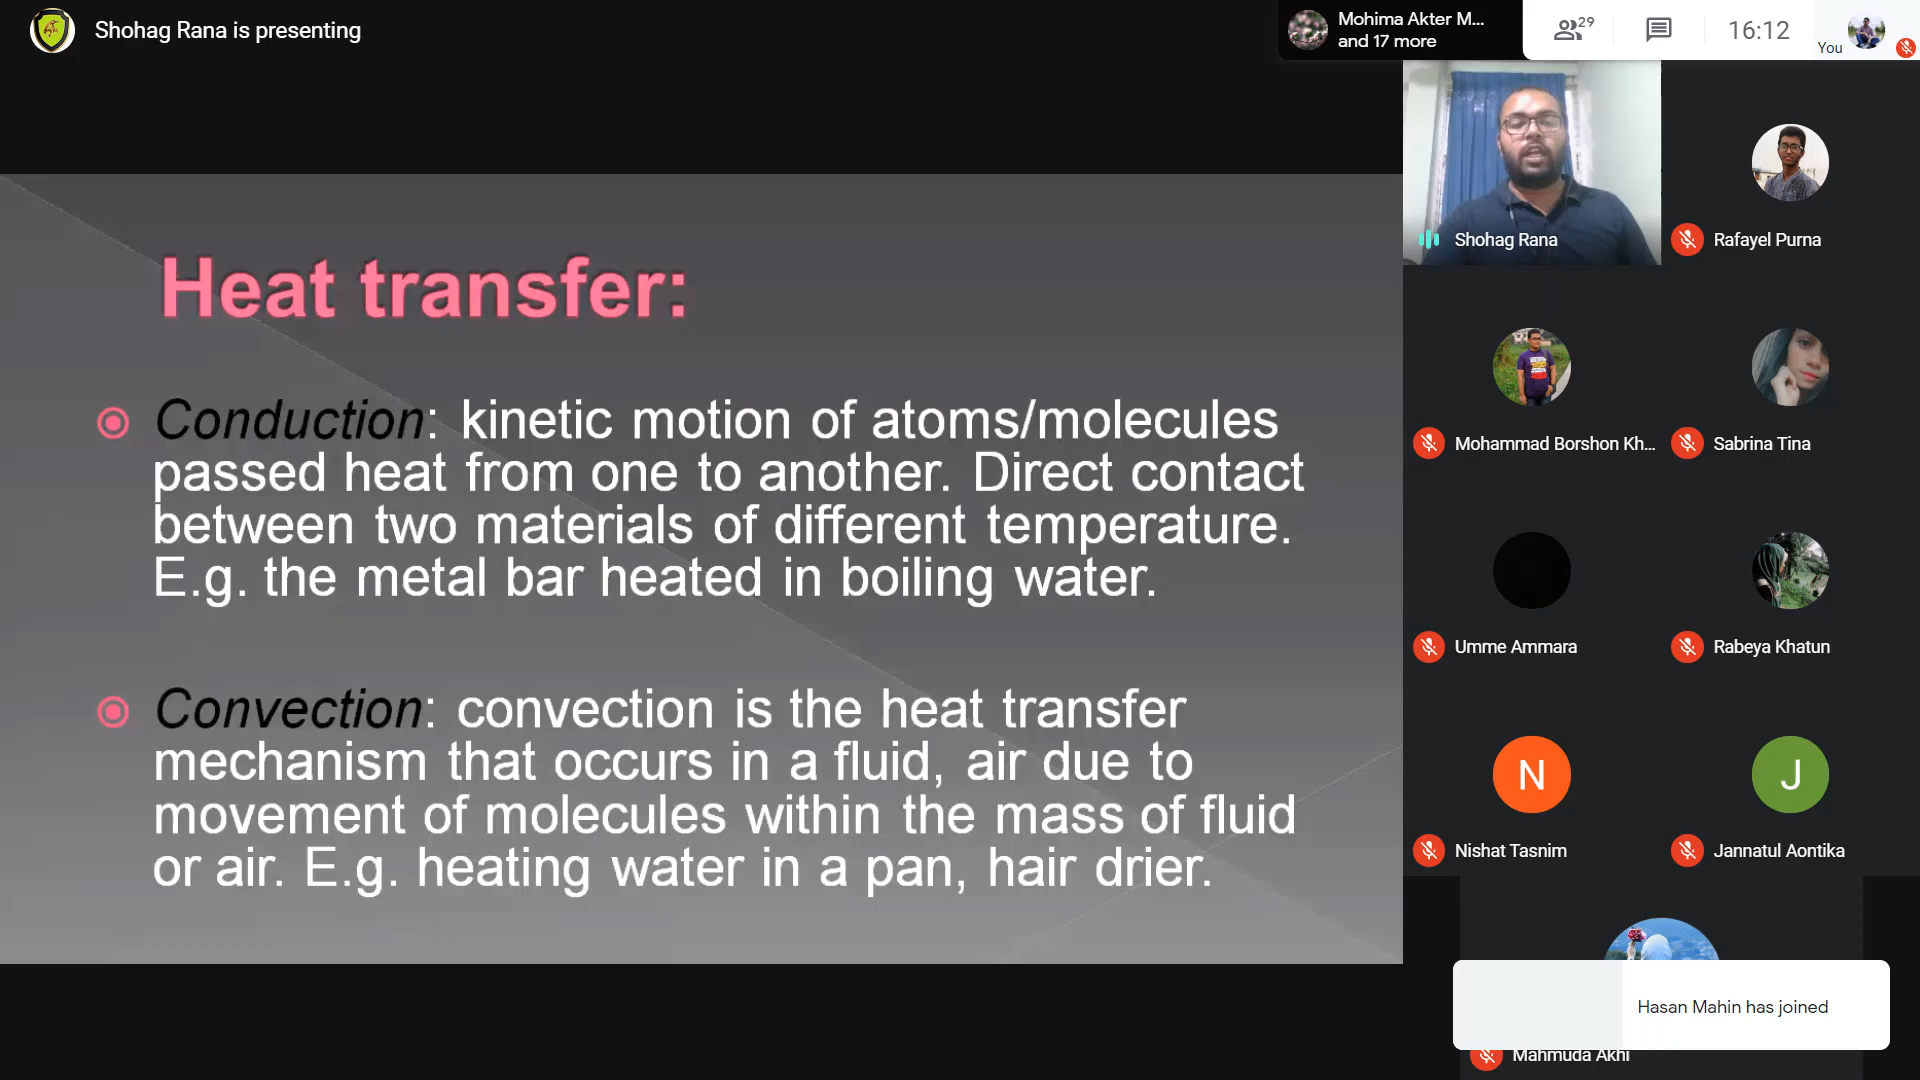 Shohag Rana is presenting
Mohima Akter M...
and 17 more
29
16:12
You
Heat transfer:
Conduction: kinetic motion of atoms/molecules
passed heat from one to another. Direct contact
between two materials of different temperature.
E.g. the metal bar heated in boiling water.
Convection: convection is the heat transfer
mechanism that occurs in a fluid, air due to
movement of molecules within the mass of fluid
or air. E.g. heating water in a pan, hair drier.
Shohag Rana
Rafayel Purna
Mohammad Borshon Kh...
Sabrina Tina
Umme Ammara
Rabeya Khatun
N
J
Nishat Tasnim
Jannatul Aontika
Hasan Mahin has joined
Mahmuda Akhi